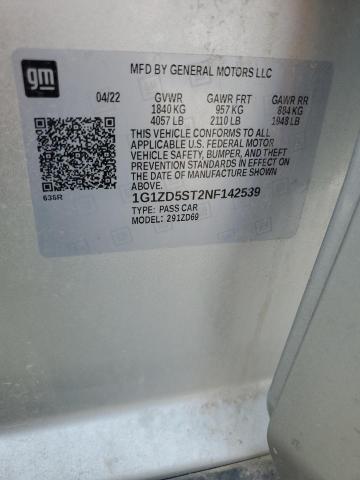 gm
MFD BY GENERAL MOTORS LLC
04/22 GVWR GAWR FRT GAWR RR
1840 KG 957 KG 884 KG
4057 LB 2110 LB 1948 LB
THIS VEHICLE CONFORMS TO ALL
APPLICABLE U.S. FEDERAL MOTOR
VEHICLE SAFETY, BUMPER, AND THEFT
PREVENTION STANDARDS IN EFFECT ON
THE DATE OF MANUFACTURE SHOWN
ABOVE.
636R
1G1ZD5ST2NF142539
TYPE: PASS CAR
MODEL: 291ZD69